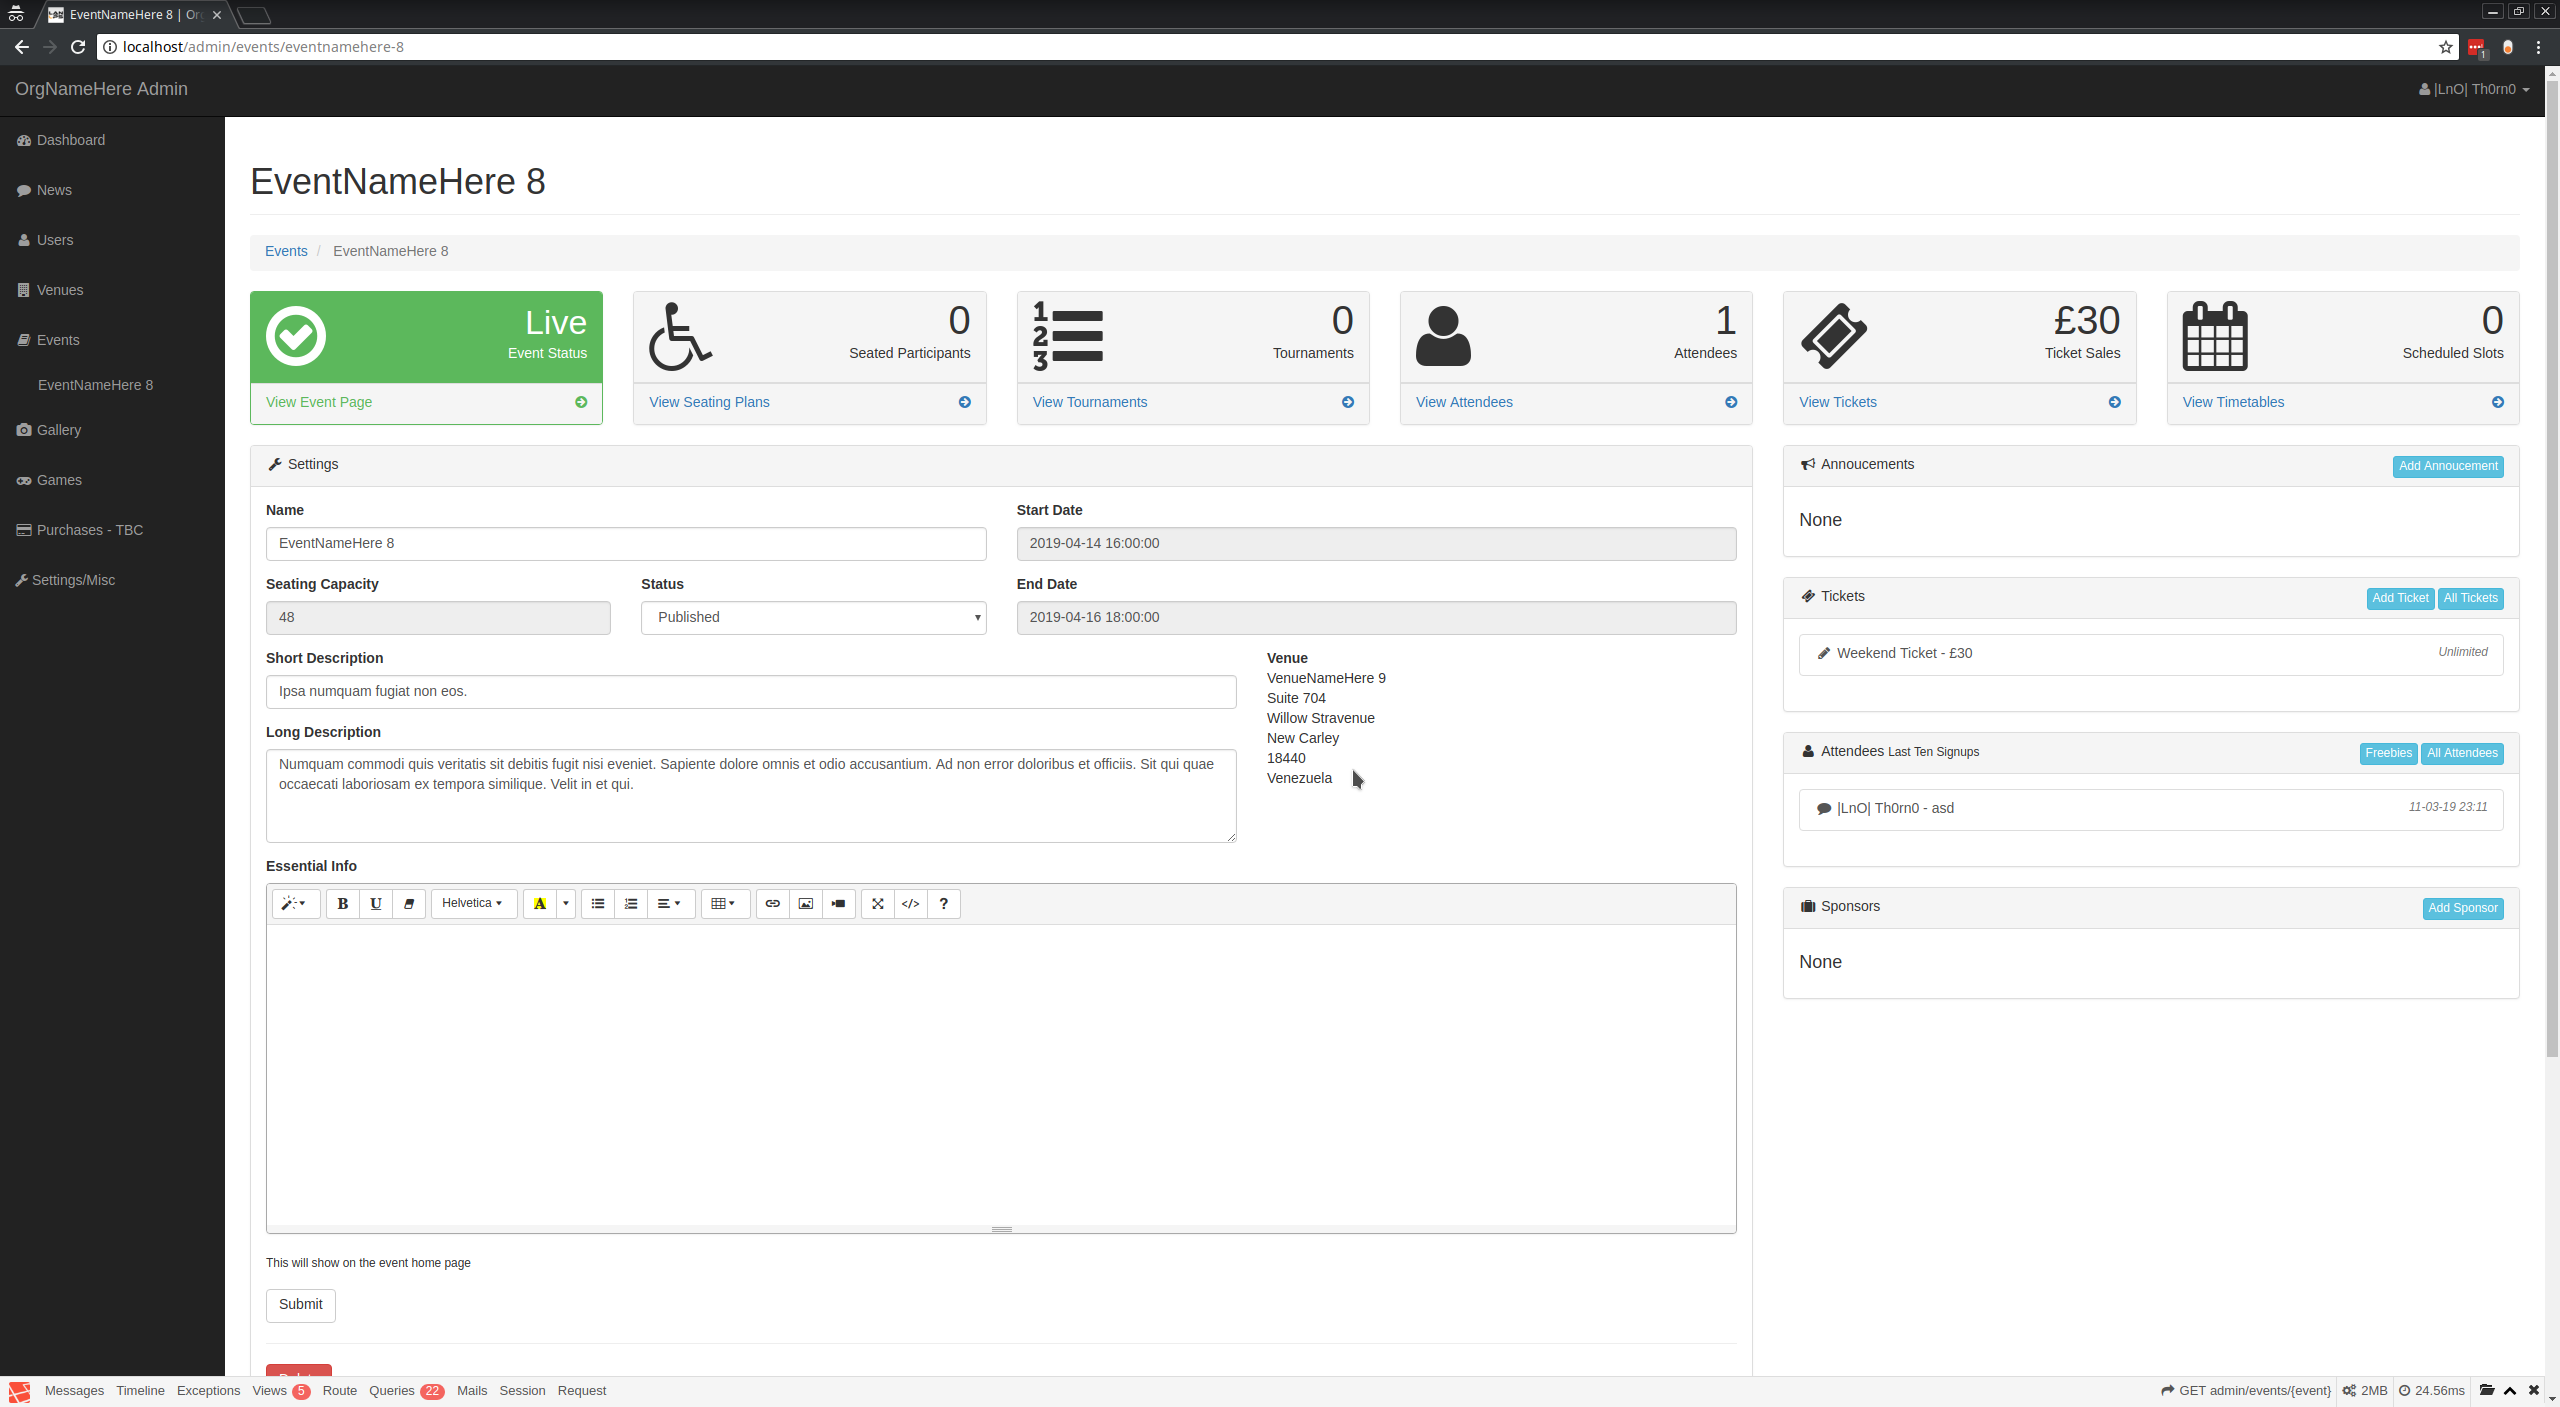 EventNameHere 8 | Or
localhost/admin/events/eventnamehere-8
1
OrgNameHere Admin
|LnO| Th0rn0
Dashboard
News
Users
Venues
Events
EventNameHere 8
Gallery
Games
Purchases - TBC
Settings/Misc
EventNameHere 8
Events / EventNameHere 8
Live
Event Status
View Event Page
0
Seated Participants
View Seating Plans
1
2
3
0
Tournaments
View Tournaments
1
Attendees
View Attendees
£30
Ticket Sales
View Tickets
0
Scheduled Slots
View Timetables
Settings
Name
EventNameHere 8
Start Date
2019-04-14 16:00:00
Seating Capacity
48
Status
Published
End Date
2019-04-16 18:00:00
Short Description
Ipsa numquam fugiat non eos.
Long Description
Numquam commodi quis veritatis sit debitis fugit nisi eveniet. Sapiente dolore omnis et odio accusantium. Ad non error doloribus et officiis. Sit qui quae
occaecati laboriosam ex tempora similique. Velit in et qui.
Venue
VenueNameHere 9
Suite 704
Willow Stravenue
New Carley
18440
Venezuela
Essential Info
B U Helvetica A </> ?
This will show on the event home page
Submit
Annoucements
Add Annoucement
None
Tickets
Add Ticket All Tickets
Weekend Ticket - £30 Unlimited
Attendees Last Ten Signups
Freebies All Attendees
|LnO| Th0rn0 - asd 11-03-19 23:11
Sponsors
Add Sponsor
None
Messages Timeline Exceptions Views 5 Route Queries 22 Mails Session Request
GET admin/events/{event} 2MB 24.56ms